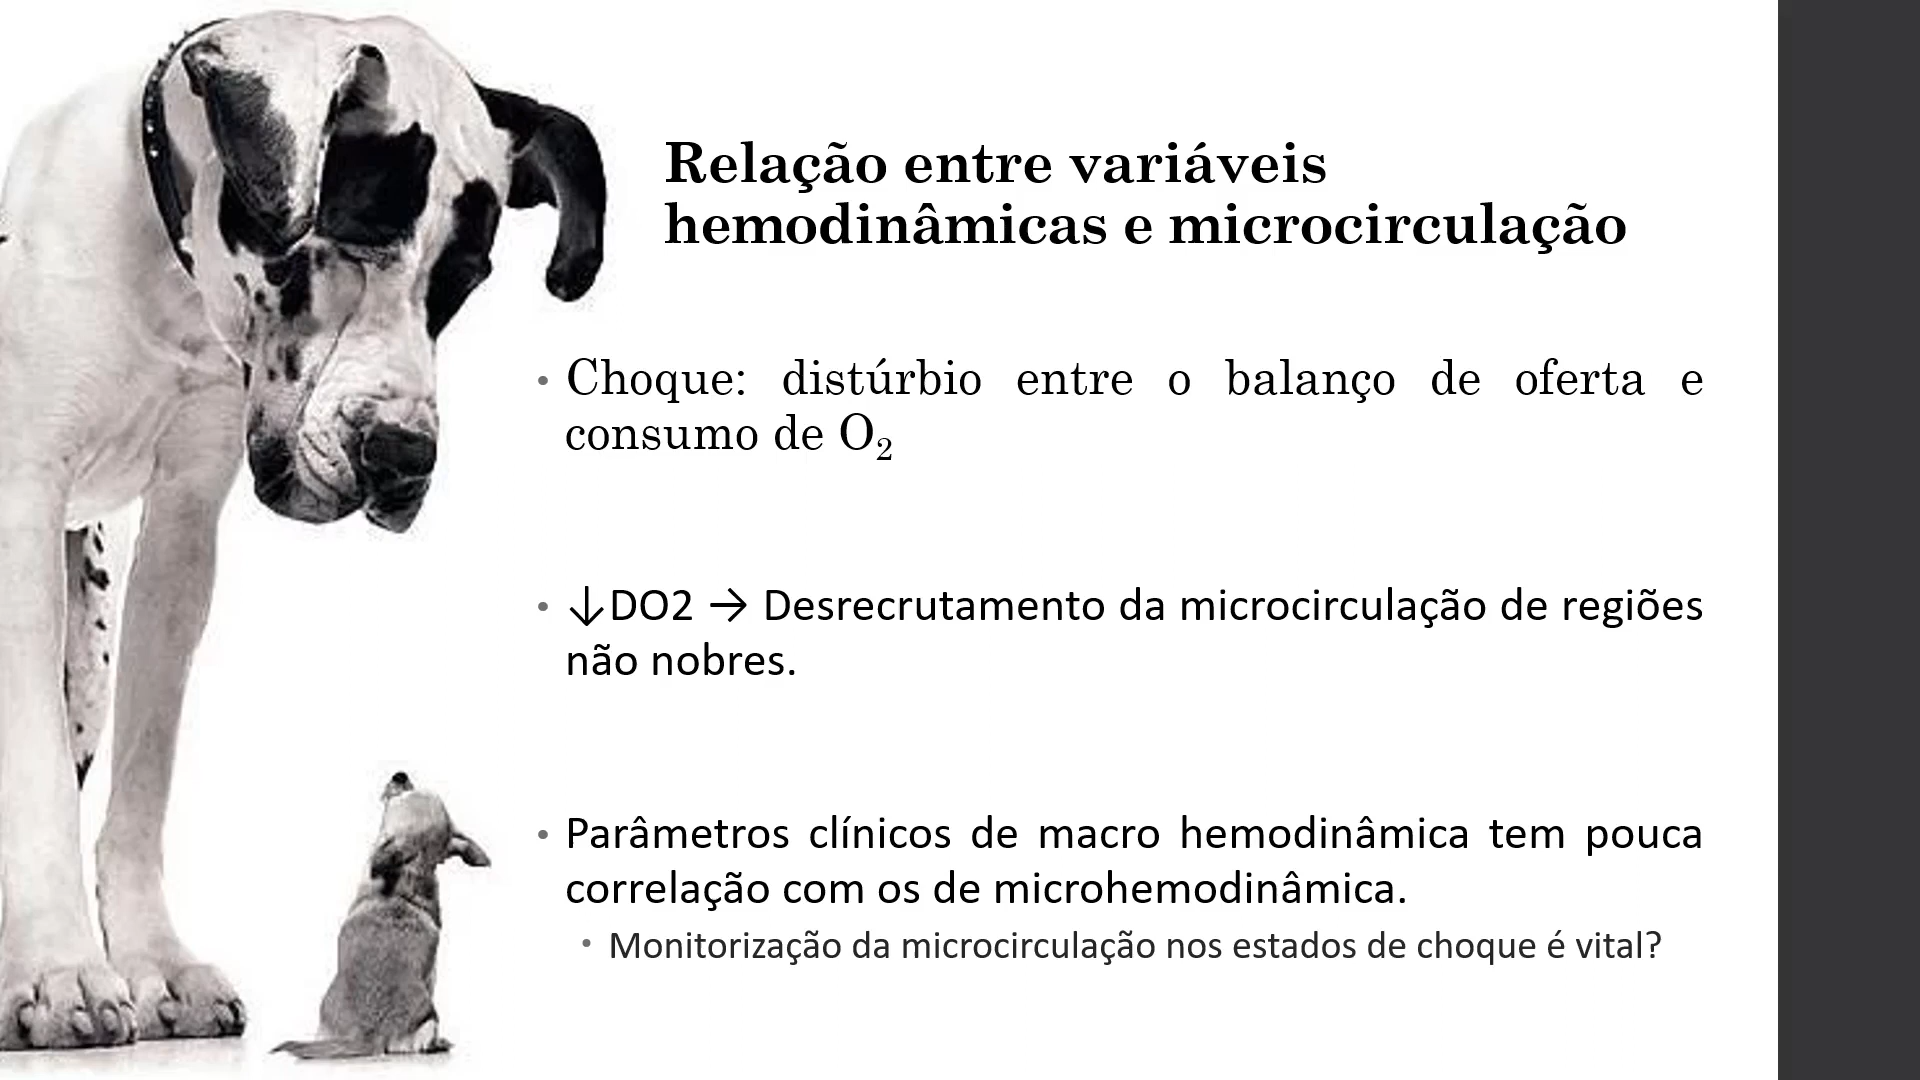 Relação entre variáveis
hemodinâmicas e microcirculação
• Choque: distúrbio entre o balanço de oferta e
consumo de O₂
• ↓DO2 → Desrecrutamento da microcirculação de regiões
não nobres.
• Parâmetros clínicos de macro hemodinâmica tem pouca
correlação com os de microhemodinâmica.
• Monitorização da microcirculação nos estados de choque é vital?